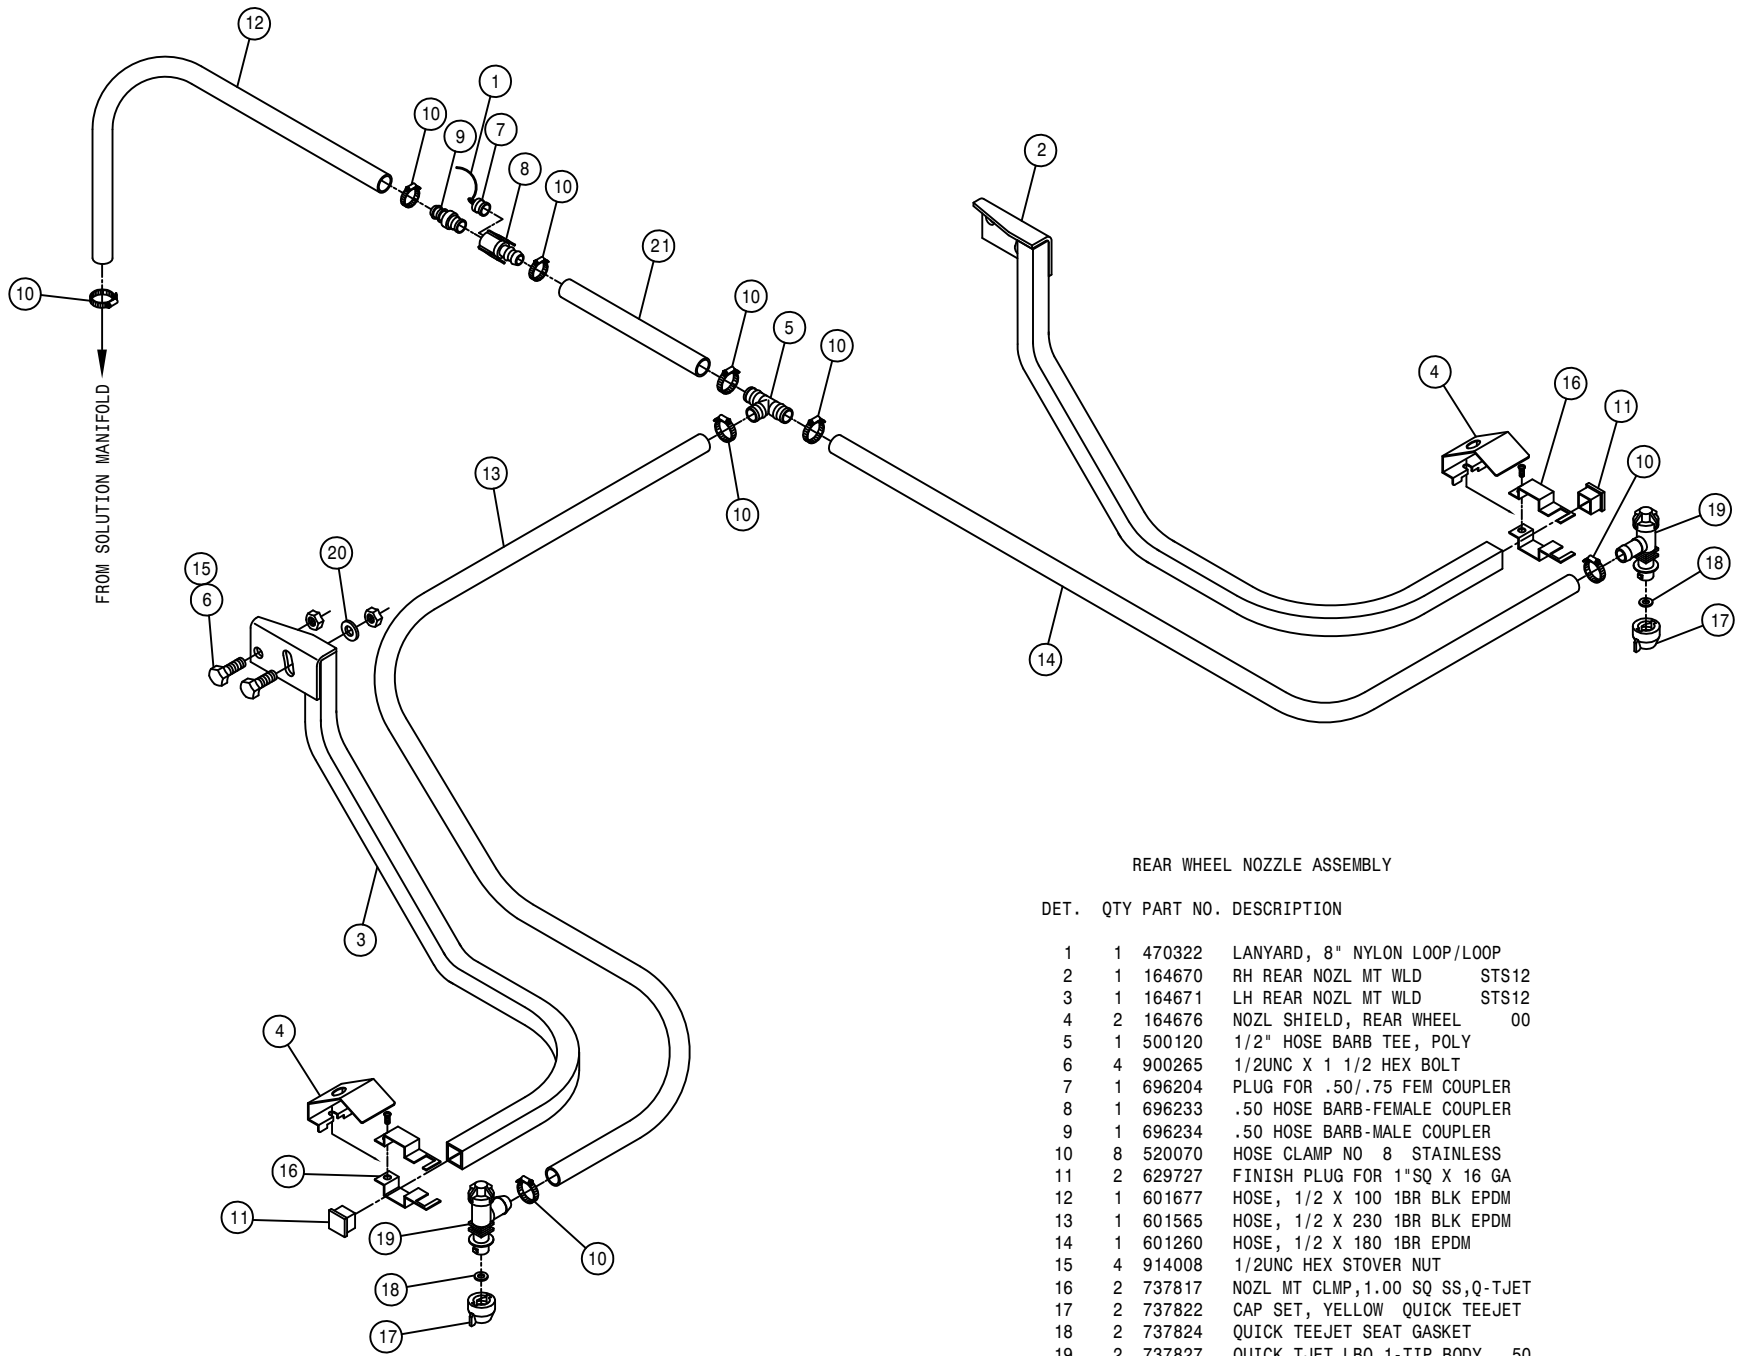 12
1
10
9
7
8
10
2
21
10
10
5
10
4
16
11
10
19
18
17
FROM SOLUTION MANIFOLD
13
10
20
15
6
14
3
4
16
11
19
10
18
17
REAR WHEEL NOZZLE ASSEMBLY
DET. QTY PART NO. DESCRIPTION
1 1 470322 LANYARD, 8" NYLON LOOP/LOOP
2 1 164670 RH REAR NOZL MT WLD STS12
3 1 164671 LH REAR NOZL MT WLD STS12
4 2 164676 NOZL SHIELD, REAR WHEEL 00
5 1 500120 1/2" HOSE BARB TEE, POLY
6 4 900265 1/2UNC X 1 1/2 HEX BOLT
7 1 696204 PLUG FOR .50/.75 FEM COUPLER
8 1 696233 .50 HOSE BARB-FEMALE COUPLER
9 1 696234 .50 HOSE BARB-MALE COUPLER
10 8 520070 HOSE CLAMP NO 8 STAINLESS
11 2 629727 FINISH PLUG FOR 1"SQ X 16 GA
12 1 601677 HOSE, 1/2 X 100 1BR BLK EPDM
13 1 601565 HOSE, 1/2 X 230 1BR BLK EPDM
14 1 601260 HOSE, 1/2 X 180 1BR EPDM
15 4 914008 1/2UNC HEX STOVER NUT
16 2 737817 NOZL MT CLMP,1.00 SQ SS,Q-TJET
17 2 737822 CAP SET, YELLOW QUICK TEEJET
18 2 737824 QUICK TEEJET SEAT GASKET
19 2 737827 QUICK TJET LBO 1-TIP BODY .50